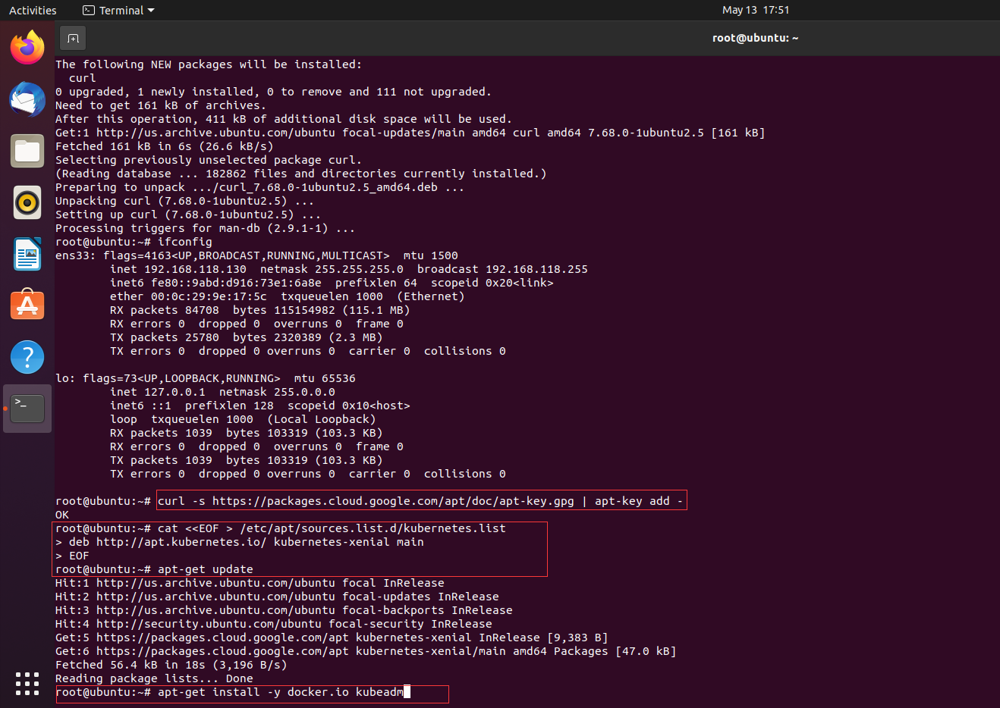 Activities
Terminal
May 13 17:51
root@ubuntu: ~
The following NEW packages will be installed:
  curl
0 upgraded, 1 newly installed, 0 to remove and 111 not upgraded.
Need to get 161 kB of archives.
After this operation, 411 kB of additional disk space will be used.
Get:1 http://us.archive.ubuntu.com/ubuntu focal-updates/main amd64 curl amd64 7.68.0-1ubuntu2.5 [161 kB]
Fetched 161 kB in 6s (26.6 kB/s)
Selecting previously unselected package curl.
(Reading database ... 182862 files and directories currently installed.)
Preparing to unpack .../curl_7.68.0-1ubuntu2.5_amd64.deb ...
Unpacking curl (7.68.0-1ubuntu2.5) ...
Setting up curl (7.68.0-1ubuntu2.5) ...
Processing triggers for man-db (2.9.1-1) ...
root@ubuntu:~# ifconfig
ens33: flags=4163<UP,BROADCAST,RUNNING,MULTICAST>  mtu 1500
        inet 192.168.118.130  netmask 255.255.255.0  broadcast 192.168.118.255
        inet6 fe80::9abd:d916:73e1:6a8e  prefixlen 64  scopeid 0x20<link>
        ether 00:0c:29:9e:17:5c  txqueuelen 1000  (Ethernet)
        RX packets 84708  bytes 115154982 (115.1 MB)
        RX errors 0  dropped 0  overruns 0  frame 0
        TX packets 25780  bytes 2320389 (2.3 MB)
        TX errors 0  dropped 0 overruns 0  carrier 0  collisions 0
lo: flags=73<UP,LOOPBACK,RUNNING>  mtu 65536
        inet 127.0.0.1  netmask 255.0.0.0
        inet6 ::1  prefixlen 128  scopeid 0x10<host>
        loop  txqueuelen 1000  (Local Loopback)
        RX packets 1039  bytes 103319 (103.3 KB)
        RX errors 0  dropped 0  overruns 0  frame 0
        TX packets 1039  bytes 103319 (103.3 KB)
        TX errors 0  dropped 0 overruns 0  carrier 0  collisions 0
root@ubuntu:~# curl -s https://packages.cloud.google.com/apt/doc/apt-key.gpg | apt-key add -
OK
root@ubuntu:~# cat <<EOF > /etc/apt/sources.list.d/kubernetes.list
> deb http://apt.kubernetes.io/ kubernetes-xenial main
> EOF
root@ubuntu:~# apt-get update
Hit:1 http://us.archive.ubuntu.com/ubuntu focal InRelease
Hit:2 http://us.archive.ubuntu.com/ubuntu focal-updates InRelease
Hit:3 http://us.archive.ubuntu.com/ubuntu focal-backports InRelease
Hit:4 http://security.ubuntu.com/ubuntu focal-security InRelease
Get:5 https://packages.cloud.google.com/apt kubernetes-xenial InRelease [9,383 B]
Get:6 https://packages.cloud.google.com/apt kubernetes-xenial/main amd64 Packages [47.0 kB]
Fetched 56.4 kB in 18s (3,196 B/s)
Reading package lists... Done
root@ubuntu:~# apt-get install -y docker.io kubeadm